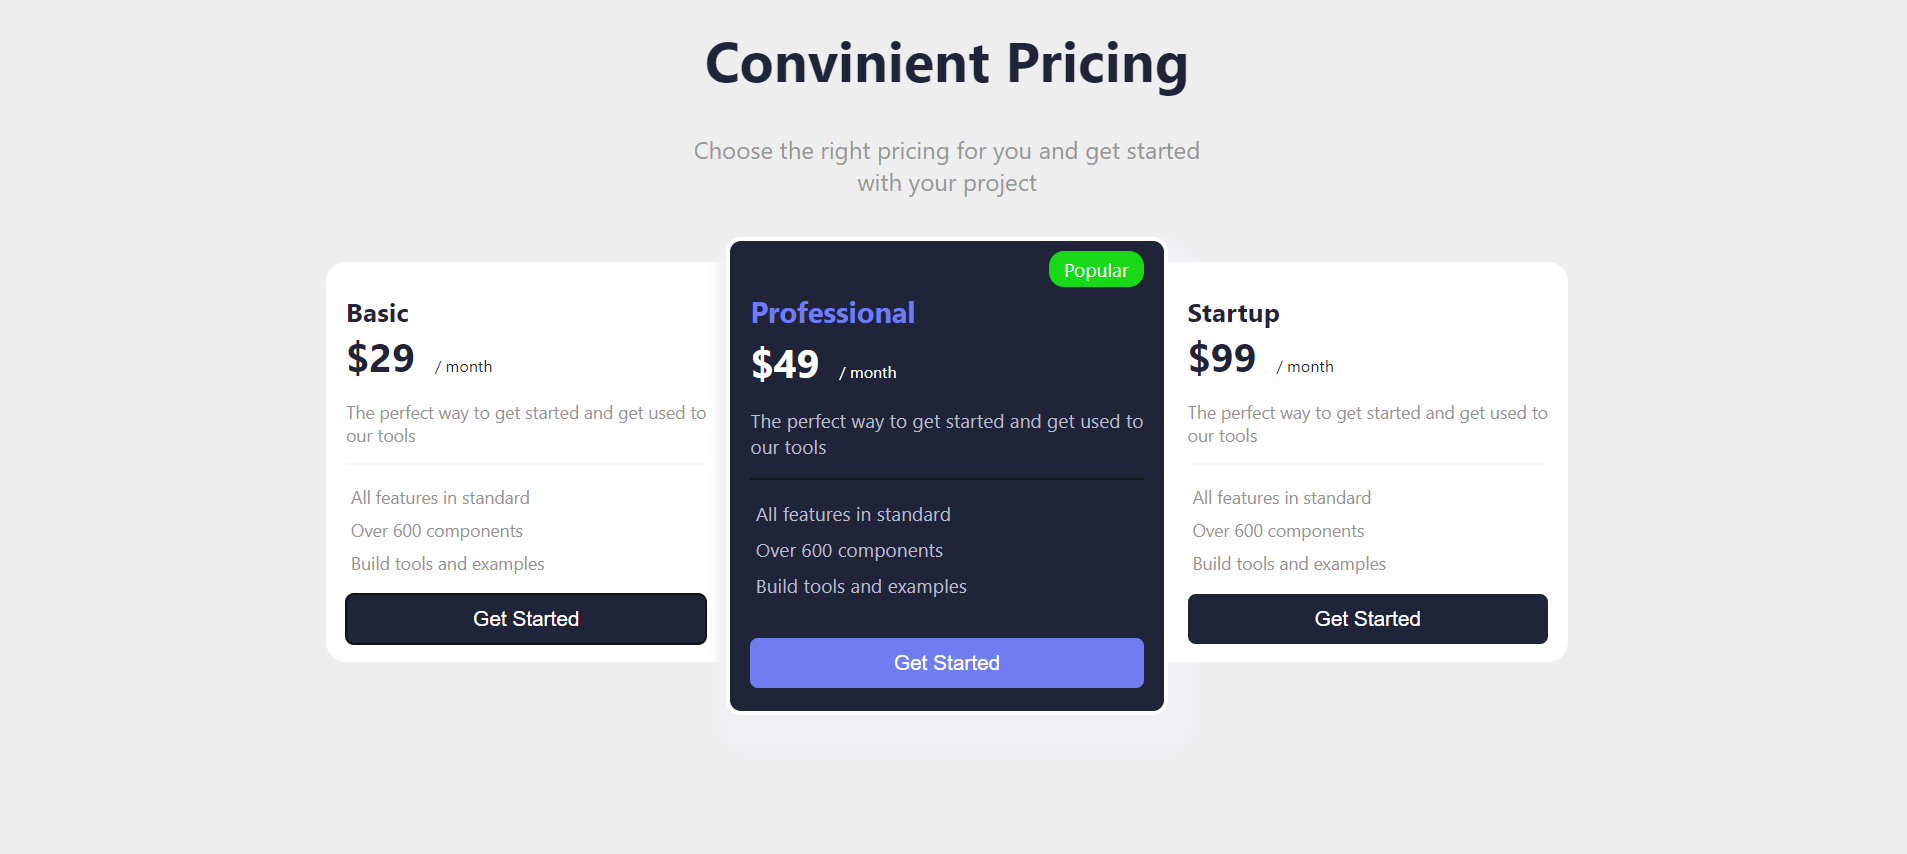 Convinient Pricing
Choose the right pricing for you and get started
with your project
Basic
$29 / month
The perfect way to get started and get used to
our tools
All features in standard
Over 600 components
Build tools and examples
Get Started
Popular
Professional
$49 / month
The perfect way to get started and get used to
our tools
All features in standard
Over 600 components
Build tools and examples
Get Started
Startup
$99 / month
The perfect way to get started and get used to
our tools
All features in standard
Over 600 components
Build tools and examples
Get Started